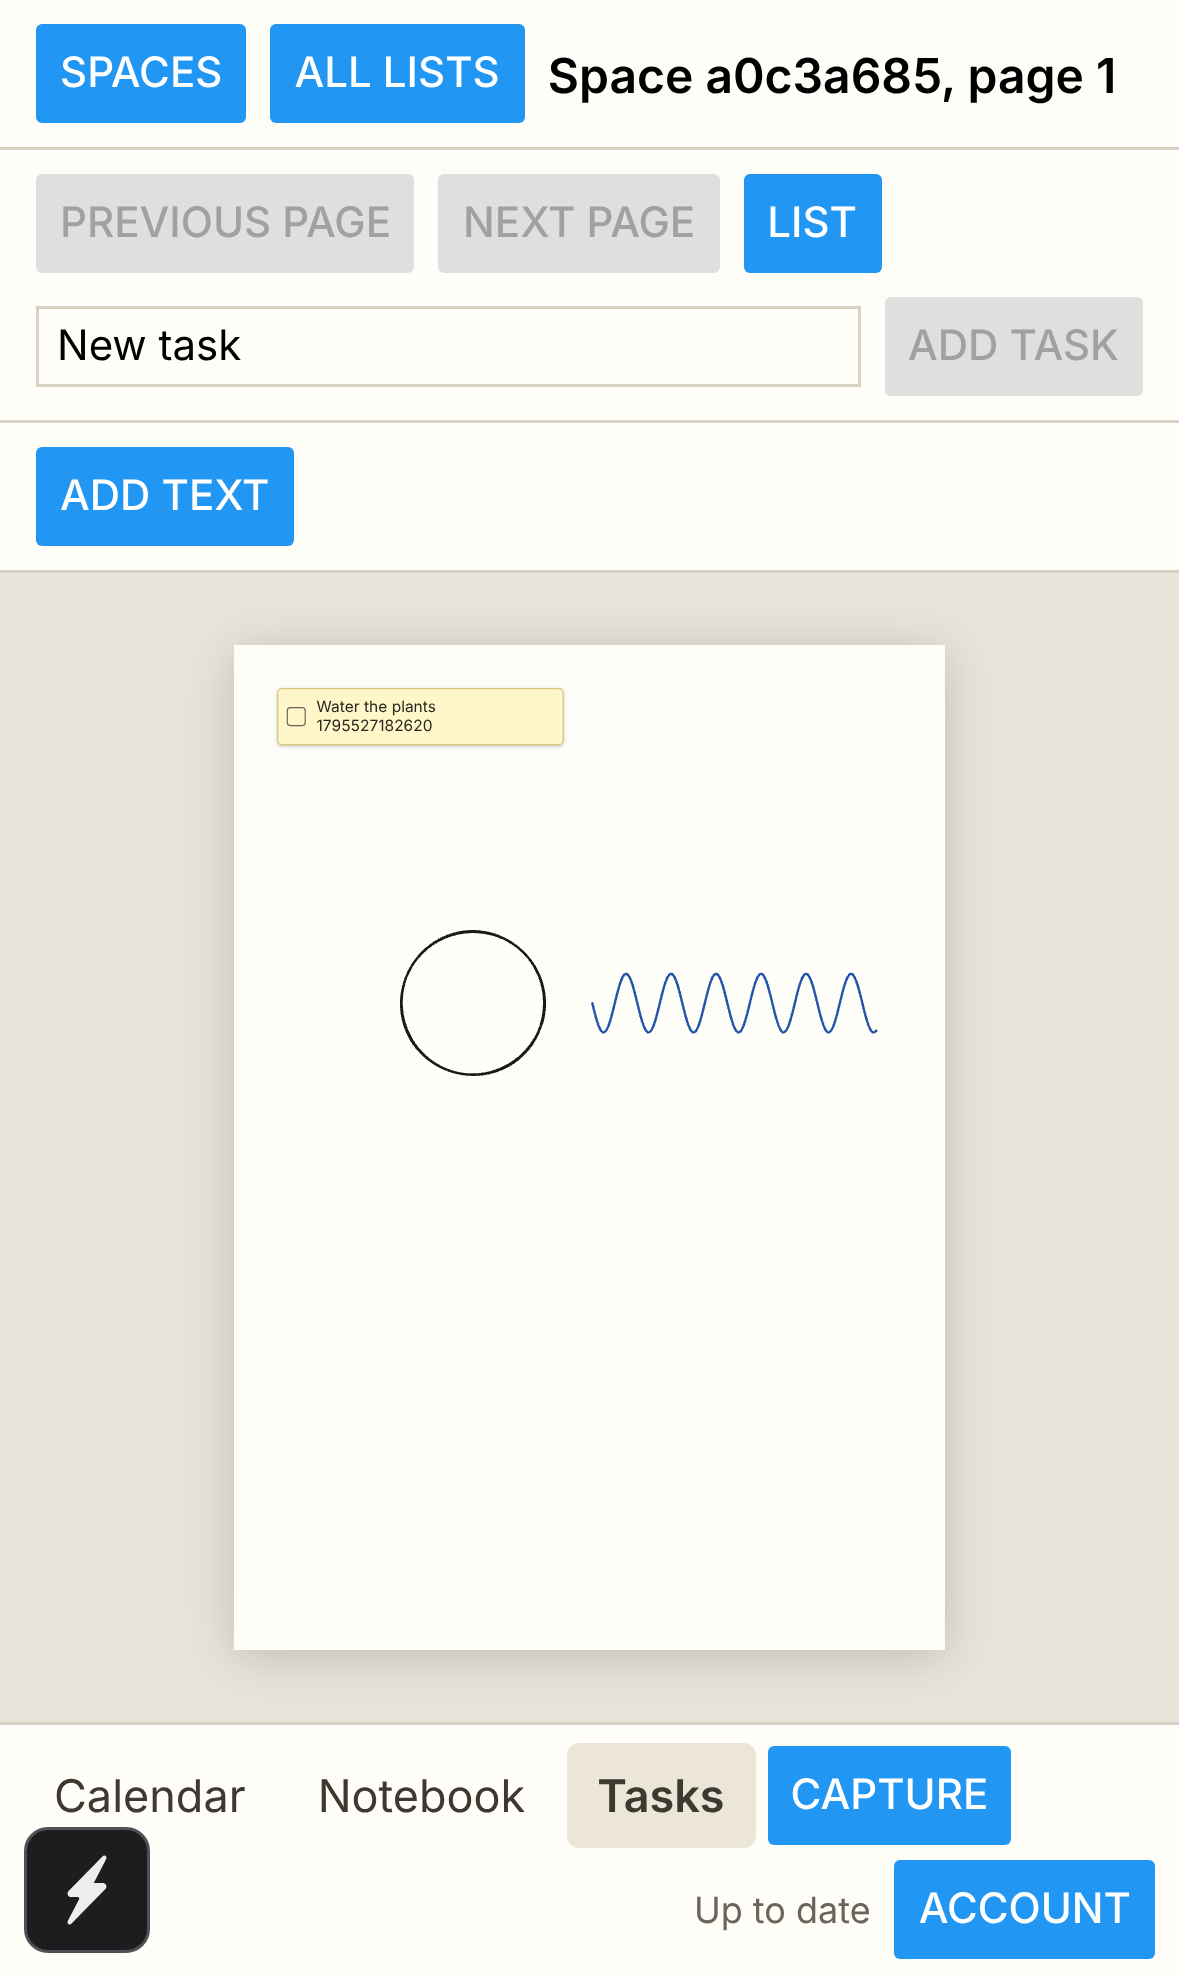 SPACES
ALL LISTS
Space a0c3a685, page 1
PREVIOUS PAGE
NEXT PAGE
LIST
New task
ADD TASK
ADD TEXT
Water the plants
1795527182620
Calendar
Notebook
Tasks
CAPTURE
Up to date
ACCOUNT